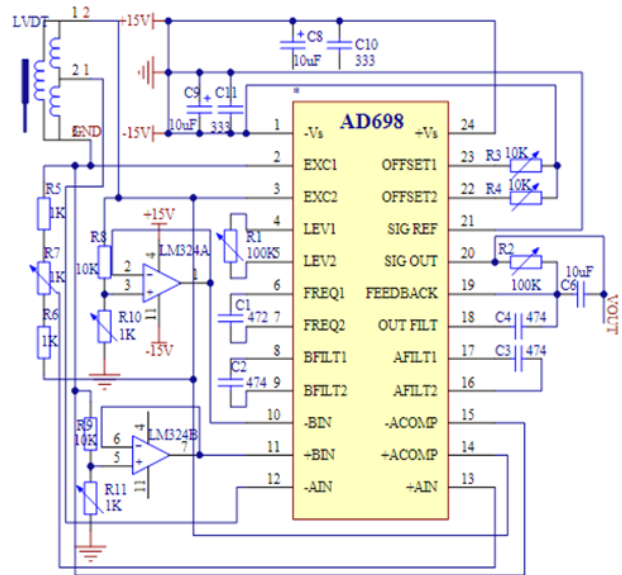 LVDT
1 2
+15V
2 1
GND
-15V
C8
10uF
C10
333
C9
10uF
C11
333
*
AD698
1 -Vs +Vs 24
2 EXC1 OFFSET1 23
3 EXC2 OFFSET2 22
4 LEV1 SIG REF 21
5 LEV2 SIG OUT 20
6 FREQ1 FEEDBACK 19
7 FREQ2 OUT FILT 18
8 BFILT1 AFILT1 17
9 BFILT2 AFILT2 16
10 -BIN -ACOMP 15
11 +BIN +ACOMP 14
12 -AIN +AIN 13
R3 10K
R4 10K
R2
100K
10uF
C6
C4 474
C3 474
VOUT
R5
1K
R7
1K
R6
1K
R8
10K
R10
1K
+15V
LM324A
4
2
3
1
11
-15V
R1
100K
C1
472
C2
474
R9
10K
R11
1K
LM324B
4
6
5
7
11